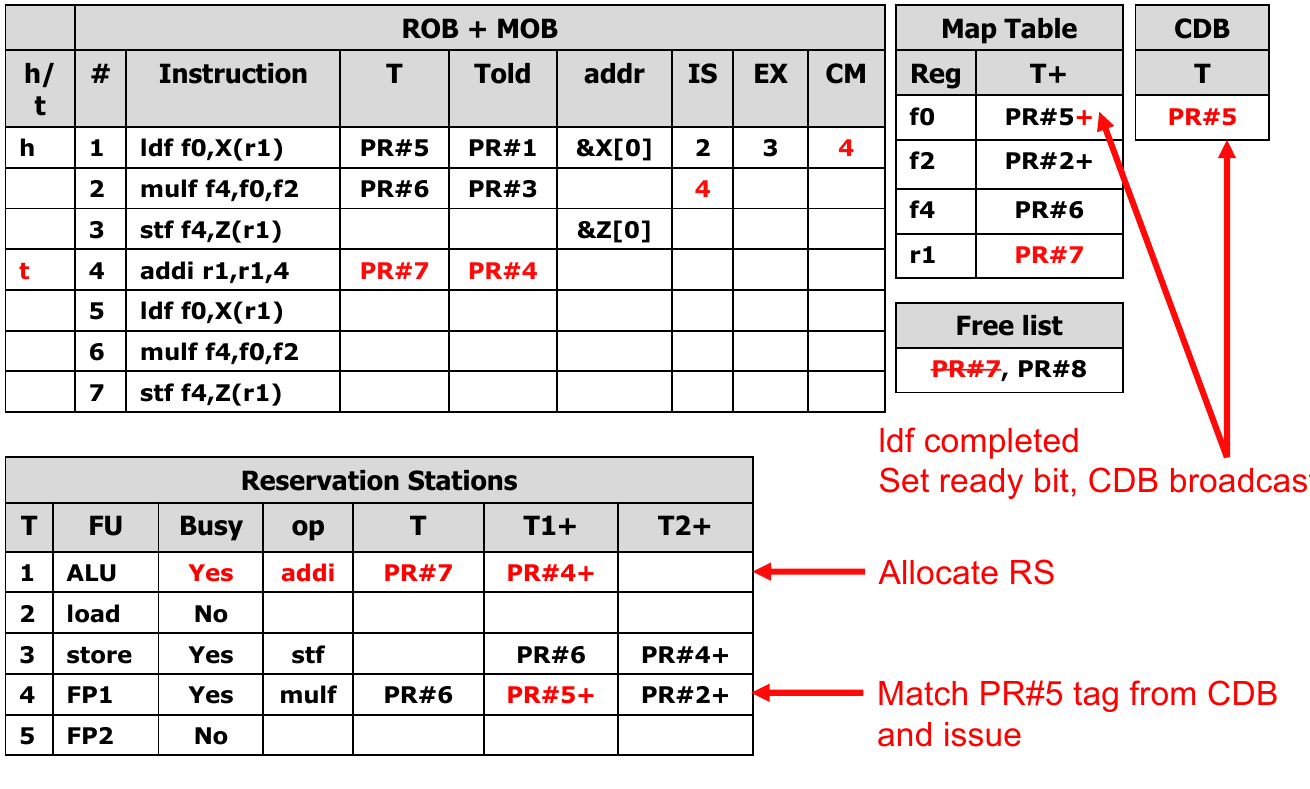 ROB + MOB
h/t # Instruction T Told addr IS EX CM
h 1 ldf f0,X(r1) PR#5 PR#1 &X[0] 2 3 4
2 mulf f4,f0,f2 PR#6 PR#3 4
3 stf f4,Z(r1) &Z[0]
t 4 addi r1,r1,4 PR#7 PR#4
5 ldf f0,X(r1)
6 mulf f4,f0,f2
7 stf f4,Z(r1)
Map Table
Reg T+
f0 PR#5+
f2 PR#2+
f4 PR#6
r1 PR#7
CDB
T
PR#5
Free list
PR#7, PR#8
ldf completed
Set ready bit, CDB broadcas
Reservation Stations
T FU Busy op T T1+ T2+
1 ALU Yes addi PR#7 PR#4+
2 load No
3 store Yes stf PR#6 PR#4+
4 FP1 Yes mulf PR#6 PR#5+ PR#2+
5 FP2 No
Allocate RS
Match PR#5 tag from CDB
and issue